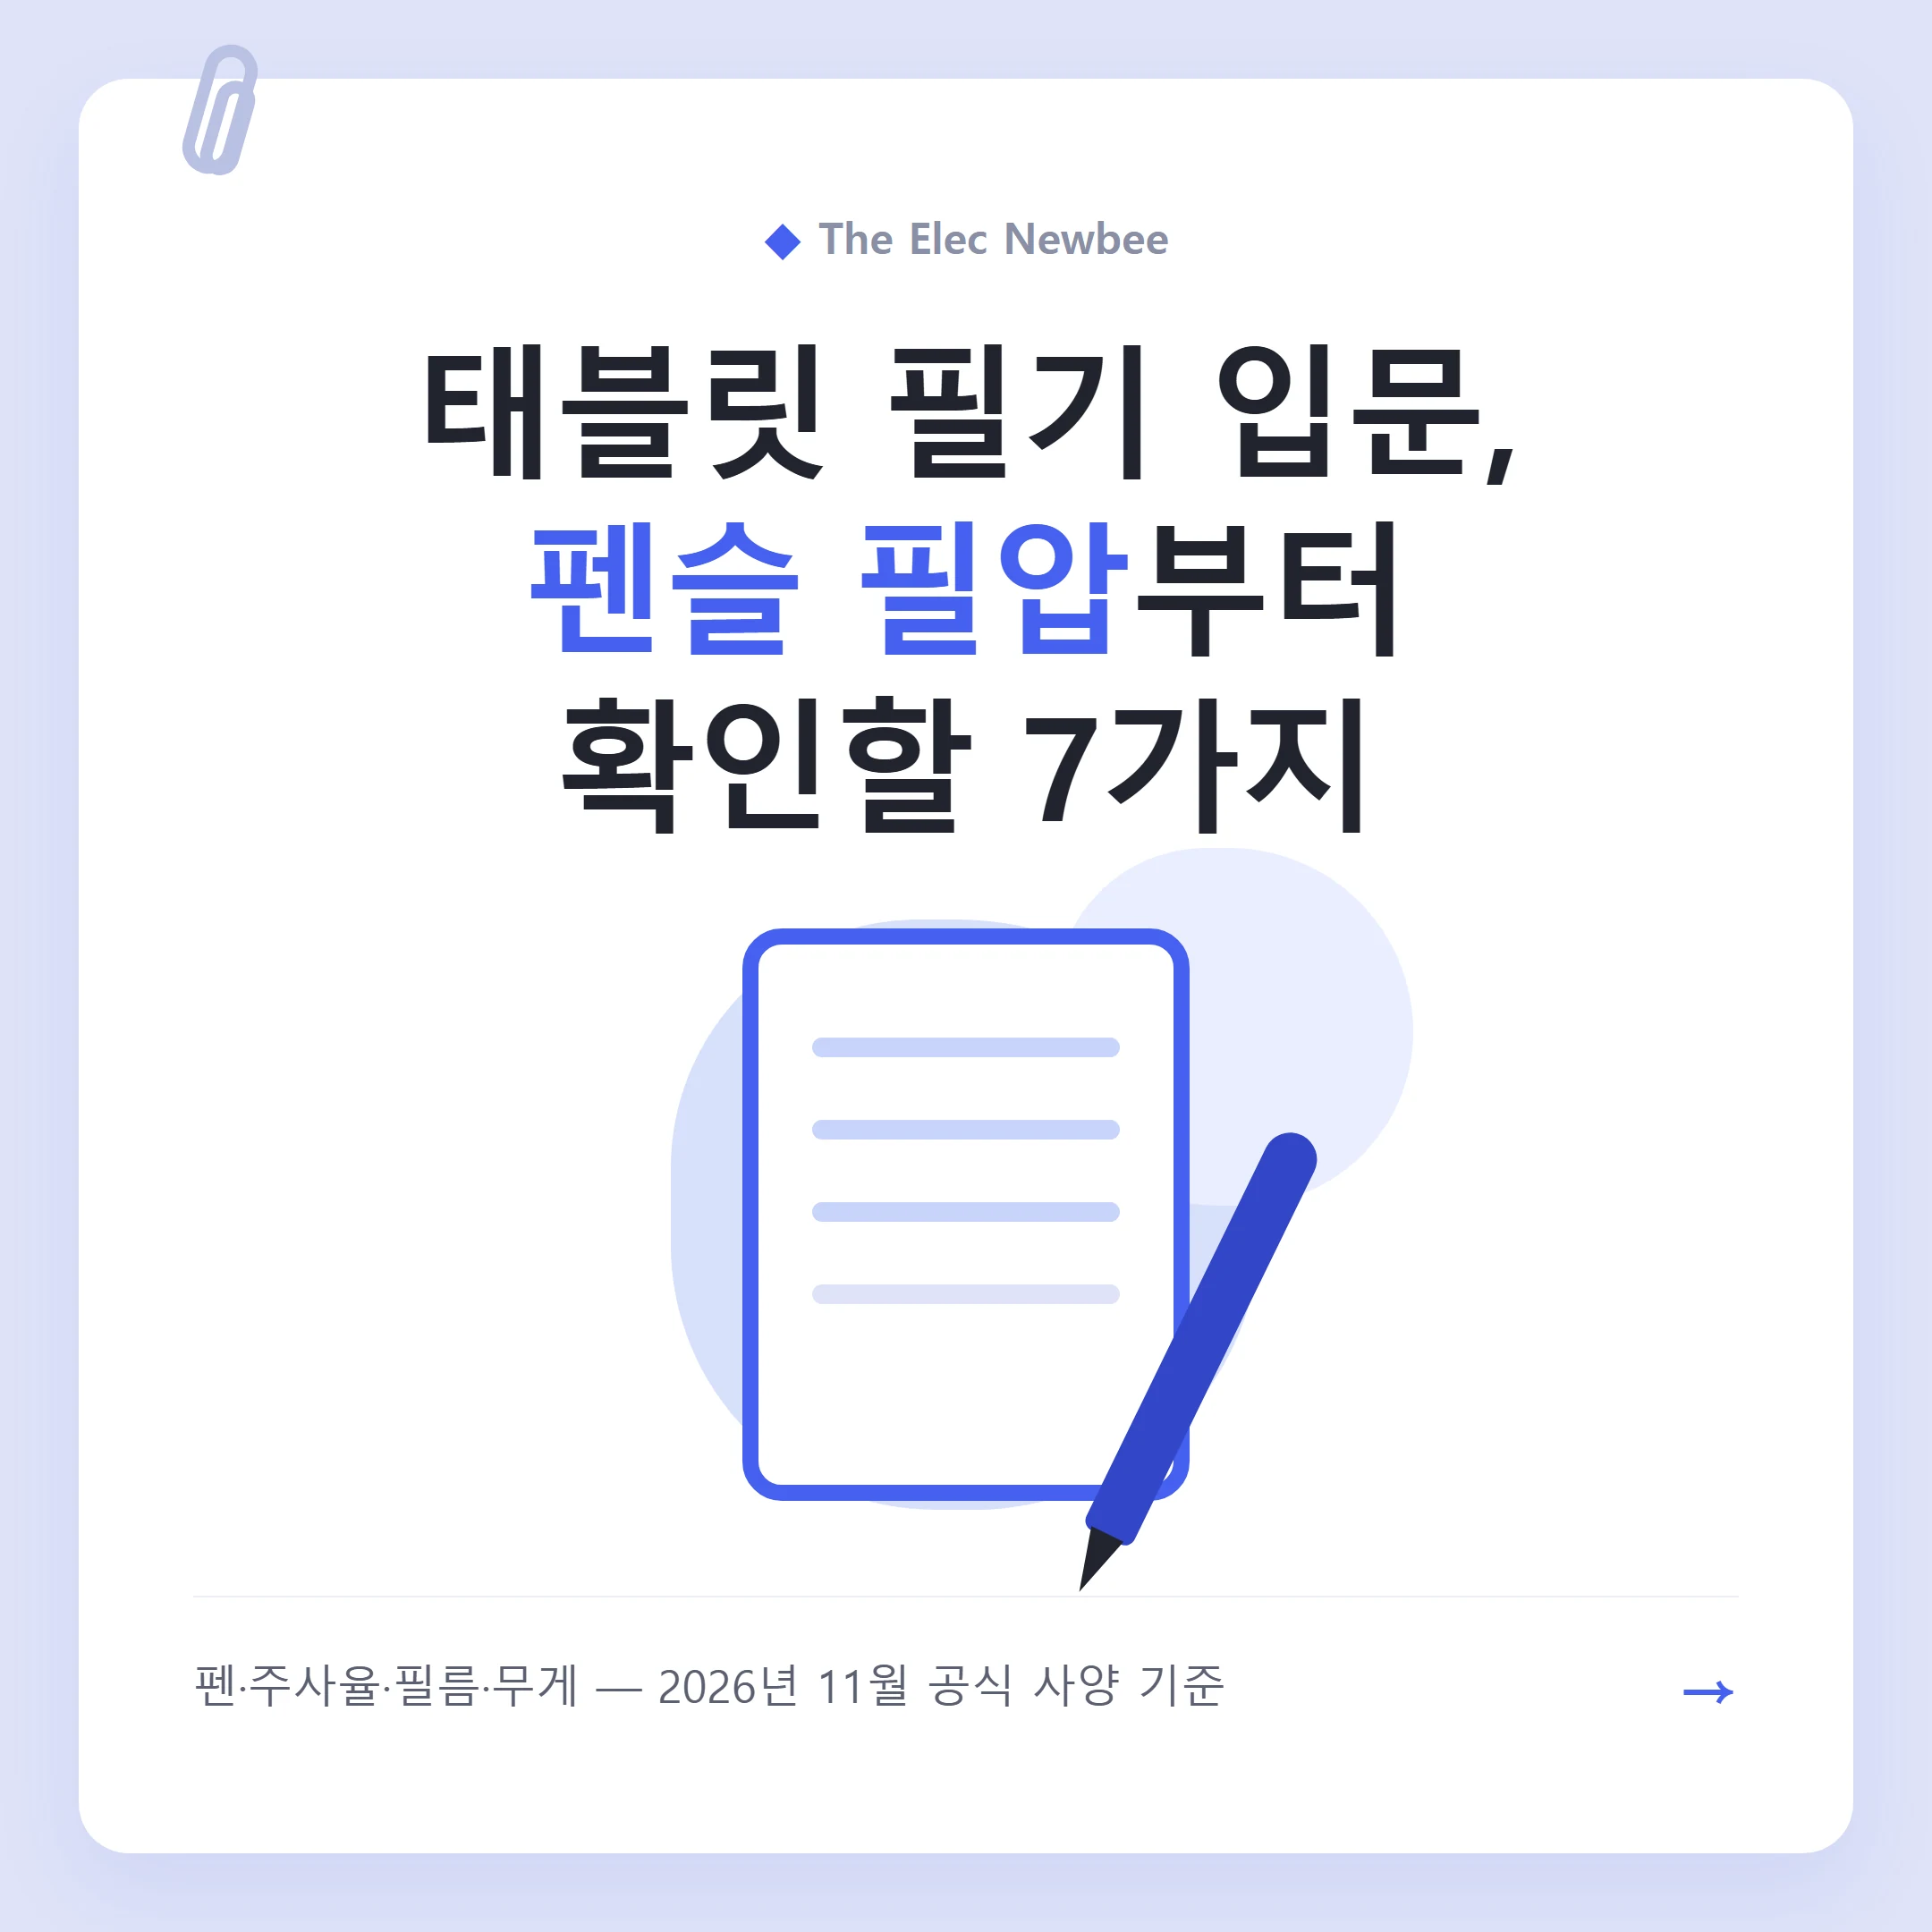 The Elec Newbee
태블릿 필기 입문,
펜슬 필압부터
확인할 7가지
펜·주사율·필름·무게 — 2026년 11월 공식 사양 기준 →